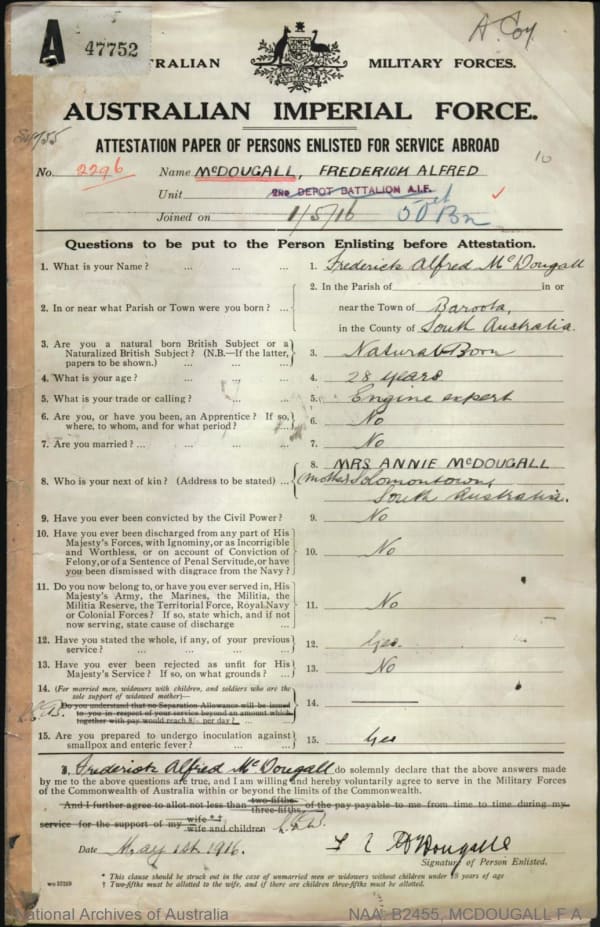 A 47752
A Coy
TRALIAN MILITARY FORCES.
AUSTRALIAN IMPERIAL FORCE.
ATTESTATION PAPER OF PERSONS ENLISTED FOR SERVICE ABROAD
No. 2296 Name McDOUGALL, FREDERICK ALFRED 10
Unit 2ND DEPOT BATTALION A.I.F.
Joined on 1/5/16 50 Bn
Questions to be put to the Person Enlisting before Attestation.
1. What is your Name? ... ... ... 1. Frederick Alfred McDougall
2. In the Parish of in or
2. In or near what Parish or Town were you born? ... near the Town of Baroota,
in the County of South Australia.
3. Are you a natural born British Subject or a
Naturalized British Subject? (N.B.—If the latter, 3. Natural Born
papers to be shown.) ... ...
4. What is your age? ... ... ... 4. 28 years
5. What is your trade or calling? ... ... 5. Engine expert
6. Are you, or have you been, an Apprentice? If so, 6. No
where, to whom, and for what period? ...
7. Are you married? ... ... ... ... 7. No
8. MRS ANNIE McDOUGALL
8. Who is your next of kin? (Address to be stated) ... (mother) Solomontown,
South Australia.
9. Have you ever been convicted by the Civil Power? 9. No
10. Have you ever been discharged from any part of His
Majesty's Forces, with Ignominy, or as Incorrigible
and Worthless, or on account of Conviction of 10. No
Felony, or of a Sentence of Penal Servitude, or have
you been dismissed with disgrace from the Navy?
11. Do you now belong to, or have you ever served in, His
Majesty's Army, the Marines, the Militia, the
Militia Reserve, the Territorial Force, Royal Navy 11. No
or Colonial Forces? If so, state which, and if not
now serving, state cause of discharge ...
12. Have you stated the whole, if any, of your previous
service? ... ... ... ... 12. Yes.
13. Have you ever been rejected as unfit for His
Majesty's Service? If so, on what grounds? ... 13. No
14. (For married men, widowers with children, and soldiers who are the
sole support of widowed mother)—
Do you understand that no Separation Allowance will be issued 14.
to you in respect of your service beyond an amount which
together with pay would reach 8/- per day?
15. Are you prepared to undergo inoculation against
smallpox and enteric fever? ... ... 15. Yes
I, Frederick Alfred McDougall do solemnly declare that the above answers made
by me to the above questions are true, and I am willing and hereby voluntarily agree to serve in the Military Forces
of the Commonwealth of Australia within or beyond the limits of the Commonwealth.
And I further agree to allot not less than two-fifths three-fifths of the pay payable to me from time to time during my
service for the support of my wife * † wife and children
Date May 1st 1916.
Signature of Person Enlisted.
* This clause should be struck out in the case of unmarried men or widowers without children under 18 years of age
† Two-fifths must be allotted to the wife, and if there are children three-fifths must be allotted.
National Archives of Australia NAA: B2455, MCDOUGALL F A